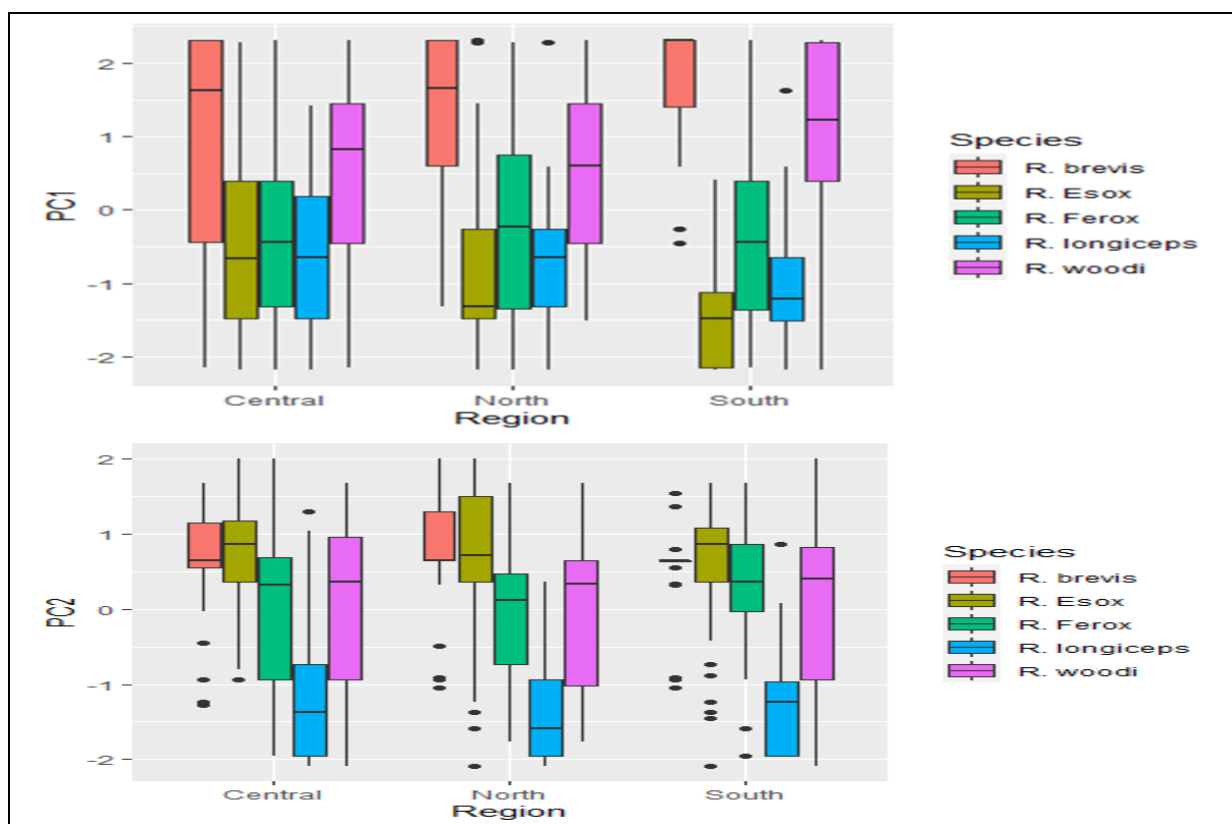 2
1
0
-1
-2
PC1
Central North South
Region
Species
R. brevis
R. Esox
R. Ferox
R. longiceps
R. woodi
2
1
0
-1
-2
PC2
Central North South
Region
Species
R. brevis
R. Esox
R. Ferox
R. longiceps
R. woodi